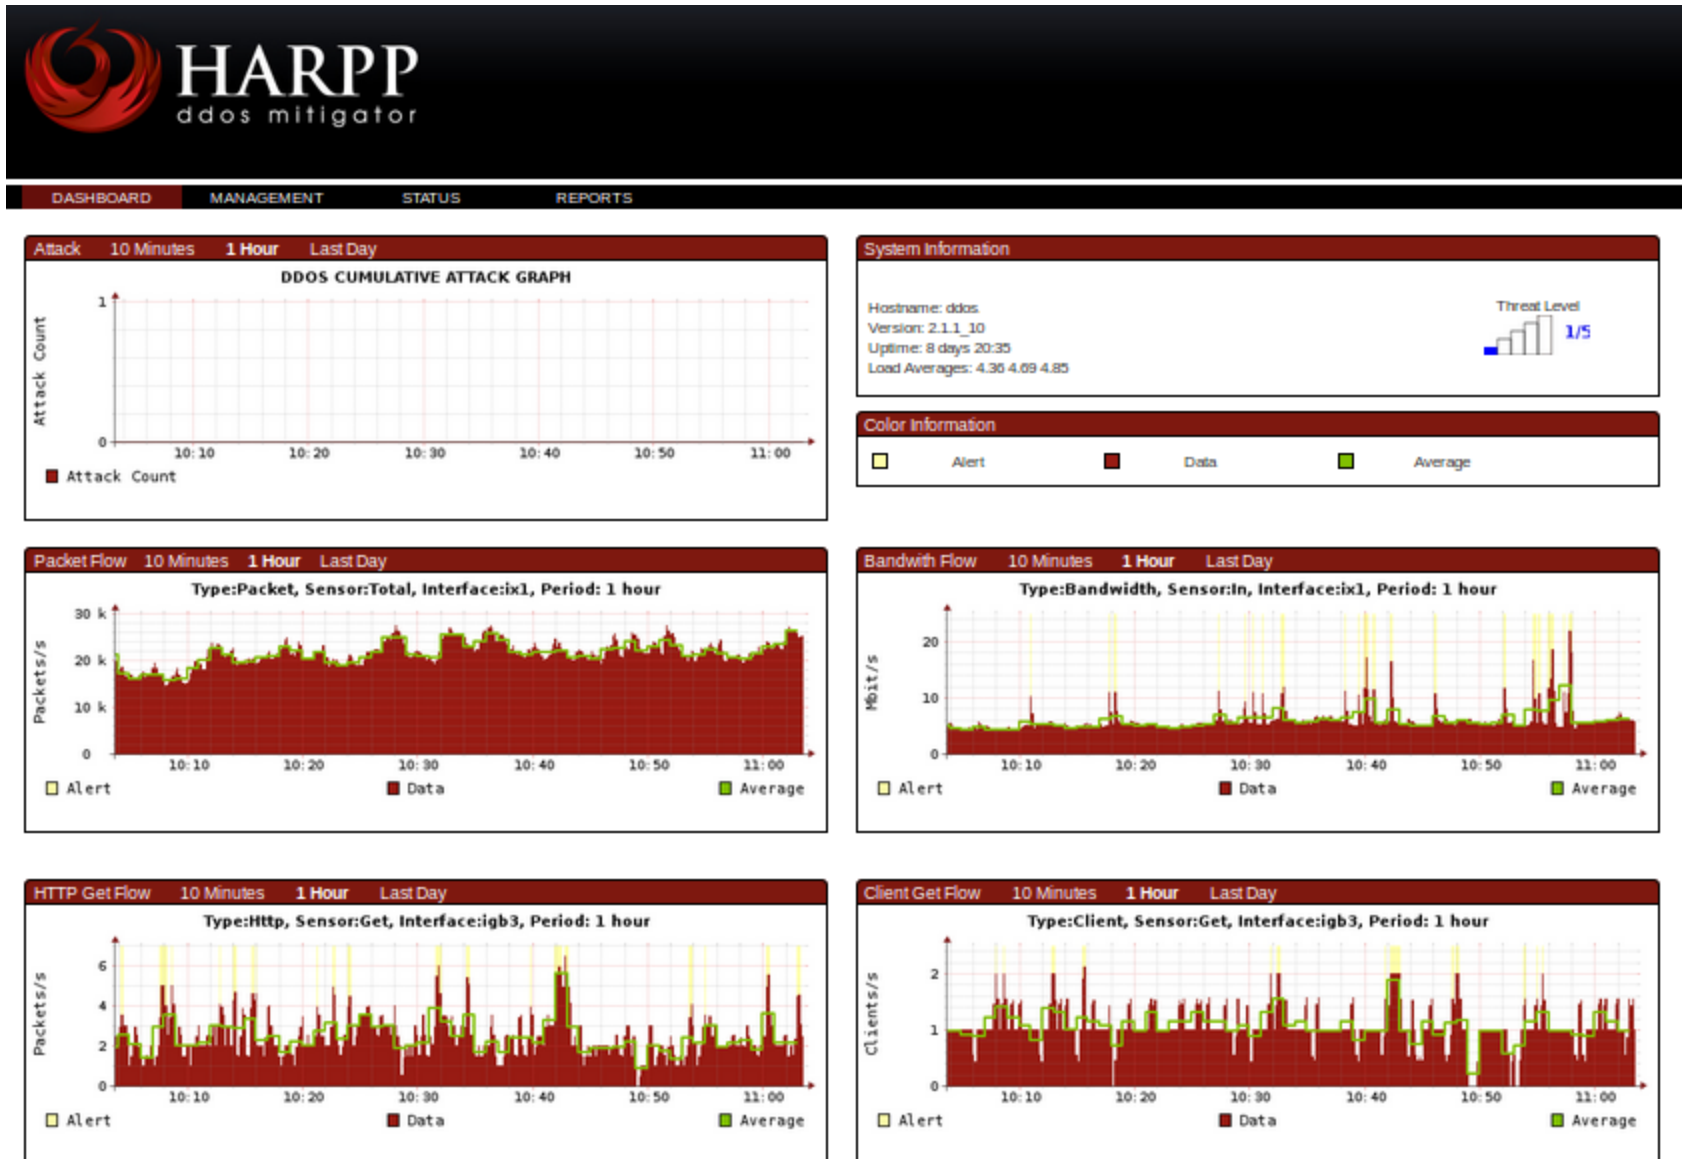 HARPP
ddos mitigator
DASHBOARD MANAGEMENT STATUS REPORTS
Attack 10 Minutes 1 Hour Last Day
DDOS CUMULATIVE ATTACK GRAPH
Attack Count
1
0
10:10 10:20 10:30 10:40 10:50 11:00
Attack Count
System Information
Hostname: ddos
Version: 2.1.1_10
Uptime: 8 days 20:35
Load Averages: 4.36 4.69 4.85
Threat Level
1/5
Color Information
Alert Data Average
Packet Flow 10 Minutes 1 Hour Last Day
Type:Packet, Sensor:Total, Interface:ix1, Period: 1 hour
Packets/s
30 k
20 k
10 k
0
10:10 10:20 10:30 10:40 10:50 11:00
Alert Data Average
Bandwith Flow 10 Minutes 1 Hour Last Day
Type:Bandwidth, Sensor:In, Interface:ix1, Period: 1 hour
Mbit/s
20
10
0
10:10 10:20 10:30 10:40 10:50 11:00
Alert Data Average
HTTP Get Flow 10 Minutes 1 Hour Last Day
Type:Http, Sensor:Get, Interface:igb3, Period: 1 hour
Packets/s
6
4
2
0
10:10 10:20 10:30 10:40 10:50 11:00
Alert Data Average
Client Get Flow 10 Minutes 1 Hour Last Day
Type:Client, Sensor:Get, Interface:igb3, Period: 1 hour
Clients/s
2
1
0
10:10 10:20 10:30 10:40 10:50 11:00
Alert Data Average